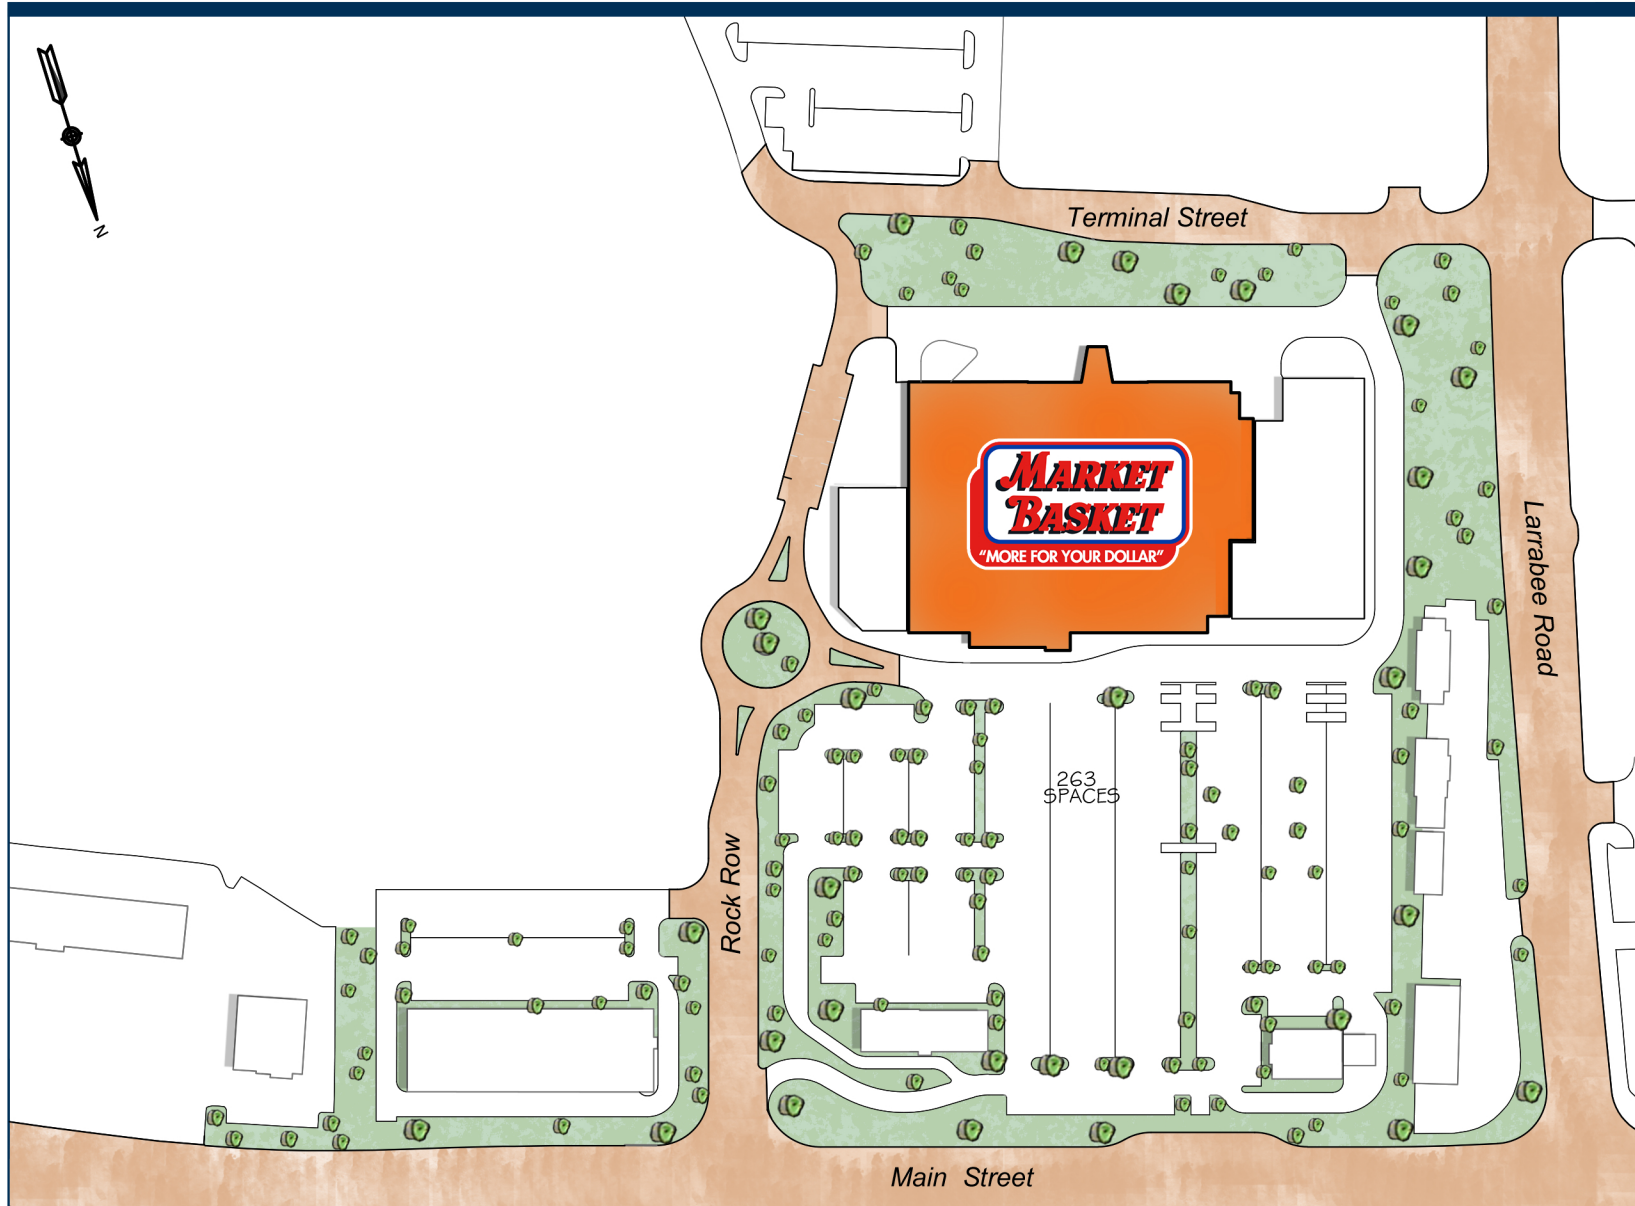 N
Terminal Street
MARKET
BASKET
"MORE FOR YOUR DOLLAR"
Larrabee Road
263
SPACES
Rock Row
Main Street